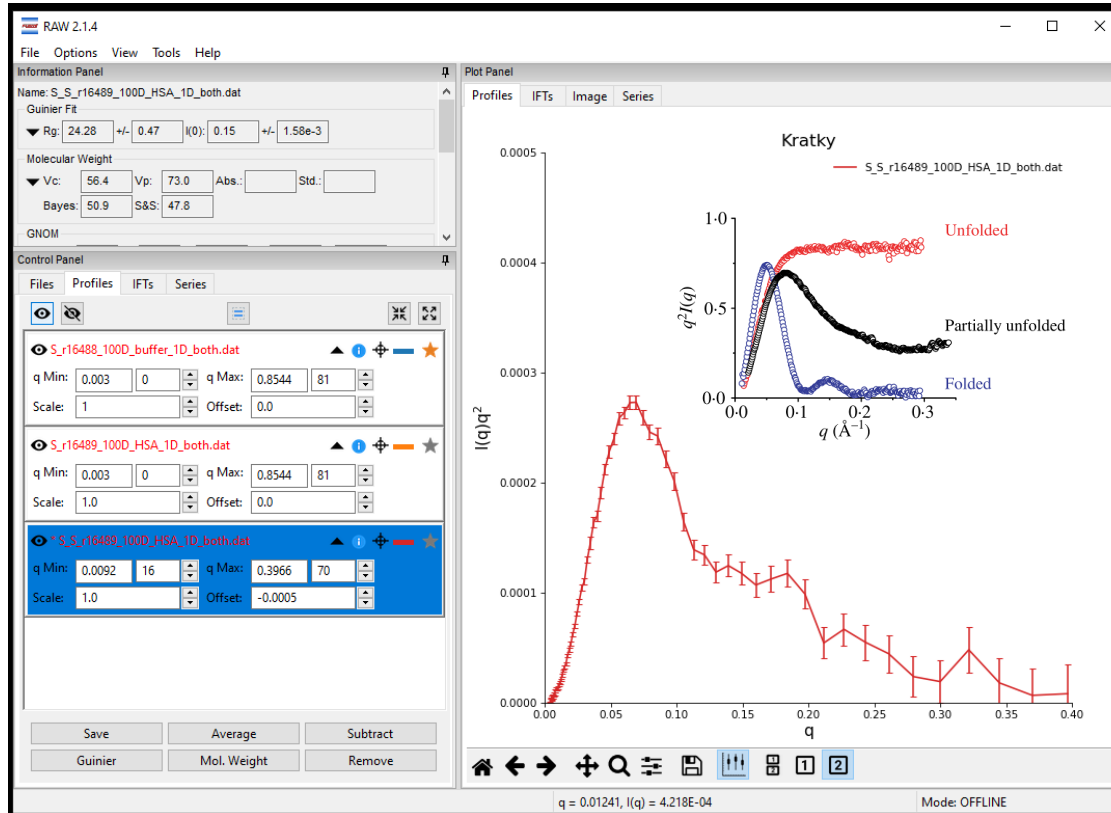 RAW 2.1.4
File Options View Tools Help
Information Panel
Name: S_S_r16489_100D_HSA_1D_both.dat
Guinier Fit
Rg: 24.28 +/- 0.47 I(0): 0.15 +/- 1.58e-3
Molecular Weight
Vc: 56.4 Vp: 73.0 Abs.: Std.:
Bayes: 50.9 S&S: 47.8
GNOM
Control Panel
Files Profiles IFTs Series
S_r16488_100D_buffer_1D_both.dat
q Min: 0.003 0 q Max: 0.8544 81
Scale: 1 Offset: 0.0
S_r16489_100D_HSA_1D_both.dat
q Min: 0.003 0 q Max: 0.8544 81
Scale: 1.0 Offset: 0.0
* S_S_r16489_100D_HSA_1D_both.dat
q Min: 0.0092 16 q Max: 0.3966 70
Scale: 1.0 Offset: -0.0005
Save Average Subtract
Guinier Mol. Weight Remove
Plot Panel
Profiles IFTs Image Series
Kratky
S_S_r16489_100D_HSA_1D_both.dat
0.0005
0.0004
0.0003
0.0002
0.0001
0.0000
I(q)q²
0.00 0.05 0.10 0.15 0.20 0.25 0.30 0.35 0.40
q
1·0
0·5
0·0
q²I(q)
Unfolded
Partially unfolded
Folded
0·0 0·1 0·2 0·3
q (Å⁻¹)
1
2
1
2
q = 0.01241, I(q) = 4.218E-04 Mode: OFFLINE